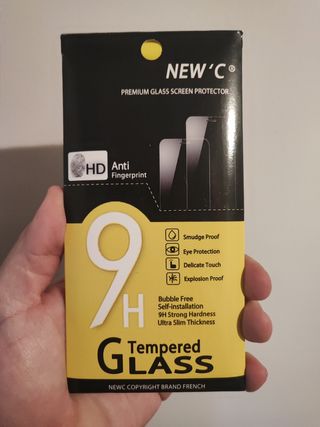 NEW'C®
PREMIUM GLASS SCREEN PROTECTOR
HD
Anti
Fingerprint
9H
Smudge Proof
Eye Protection
Delicate Touch
Explosion Proof
Bubble Free
Self-installation
9H Strong Hardness
Ultra Slim Thickness
Tempered
GLASS
NEWC COPYRIGHT BRAND FRENCH